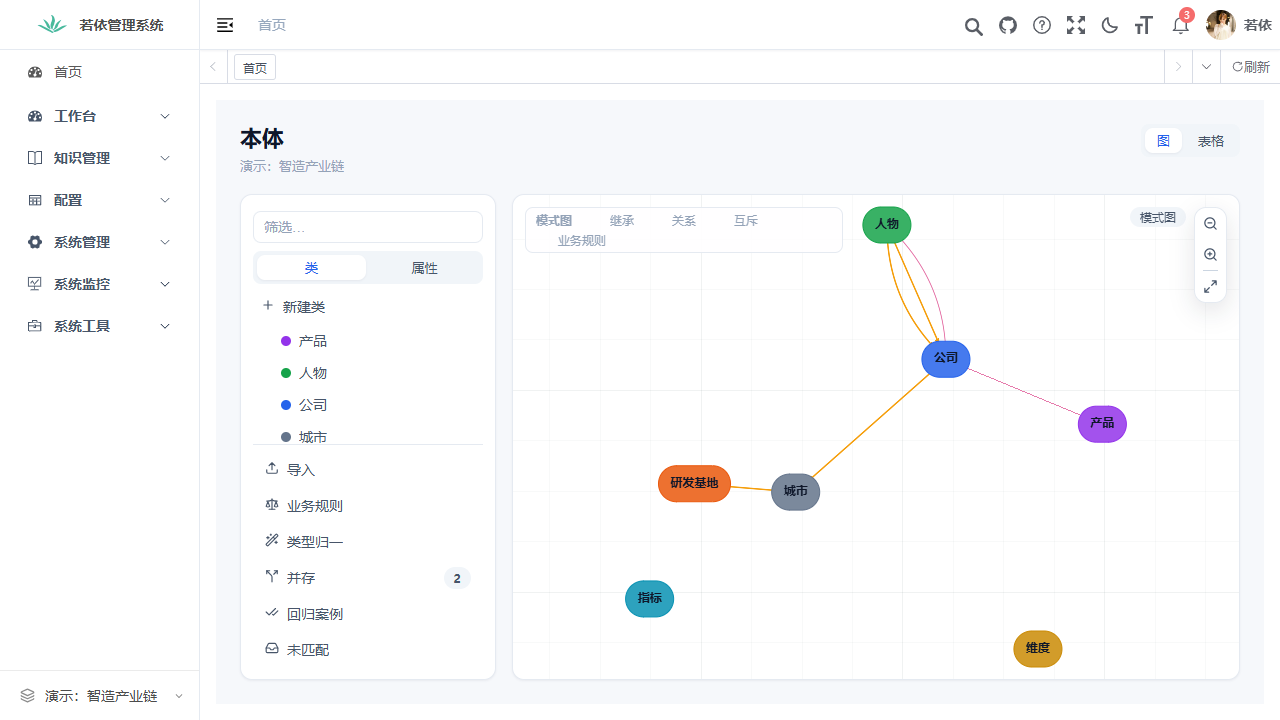 若依管理系统
首页
3
若依
首页
工作台
知识管理
配置
系统管理
系统监控
系统工具
演示：智造产业链
首页
刷新
本体
演示：智造产业链
图
表格
筛选...
类
属性
新建类
产品
人物
公司
城市
导入
业务规则
类型归一
并存
2
回归案例
未匹配
模式图 继承 关系 互斥
业务规则
模式图
人物
公司
产品
研发基地
城市
指标
维度